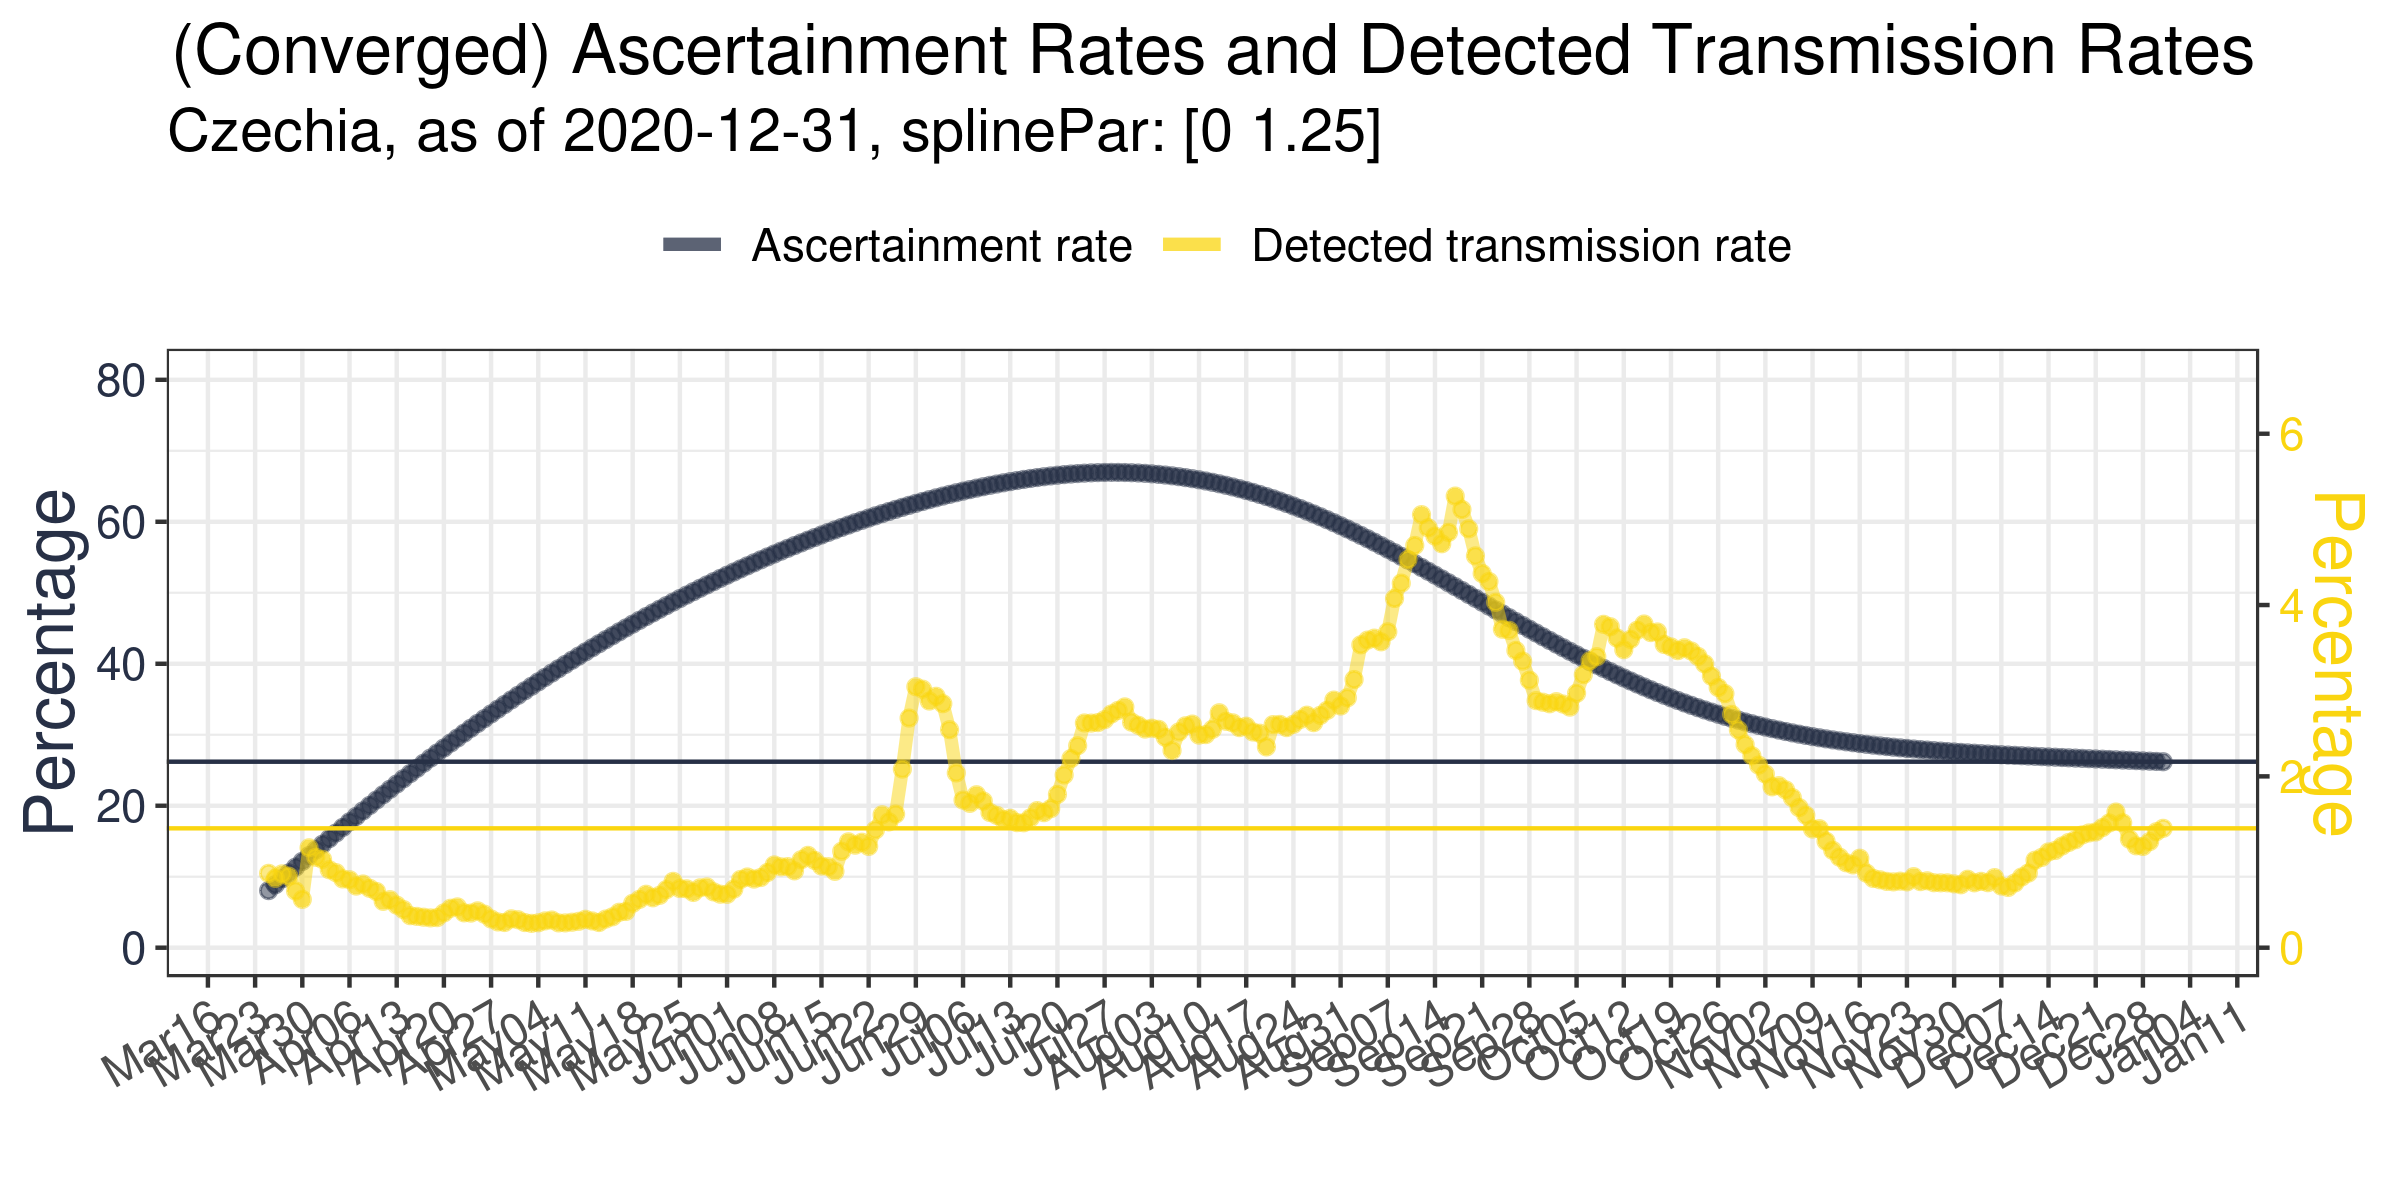 (Converged) Ascertainment Rates and Detected Transmission Rates
Czechia, as of 2020-12-31, splinePar: [0 1.25]
Ascertainment rate
Detected transmission rate
80
60
40
20
0
Percentage
6
4
2
0
Percentage
Mar16
Mar23
Mar30
Apr06
Apr13
Apr20
Apr27
May04
May11
May18
May25
Jun01
Jun08
Jun15
Jun22
Jun29
Jul06
Jul13
Jul20
Jul27
Aug03
Aug10
Aug17
Aug24
Aug31
Sep07
Sep14
Sep21
Sep28
Oct05
Oct12
Oct19
Oct26
Nov02
Nov09
Nov16
Nov23
Nov30
Dec07
Dec14
Dec21
Dec28
Jan04
Jan11